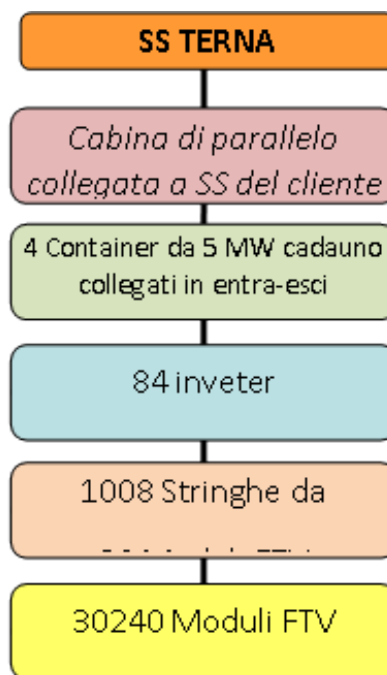 SS TERNA
Cabina di parallelo
collegata a SS del cliente
4 Container da 5 MW cadauno
collegati in entra-esci
84 inveter
1008 Stringhe da
30240 Moduli FTV